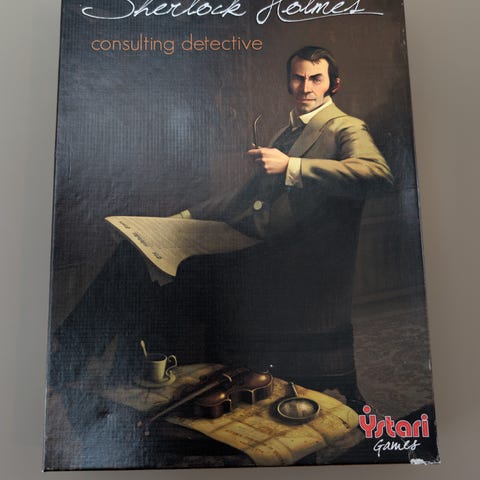 Sherlock Holmes
consulting detective
Ystari
Games